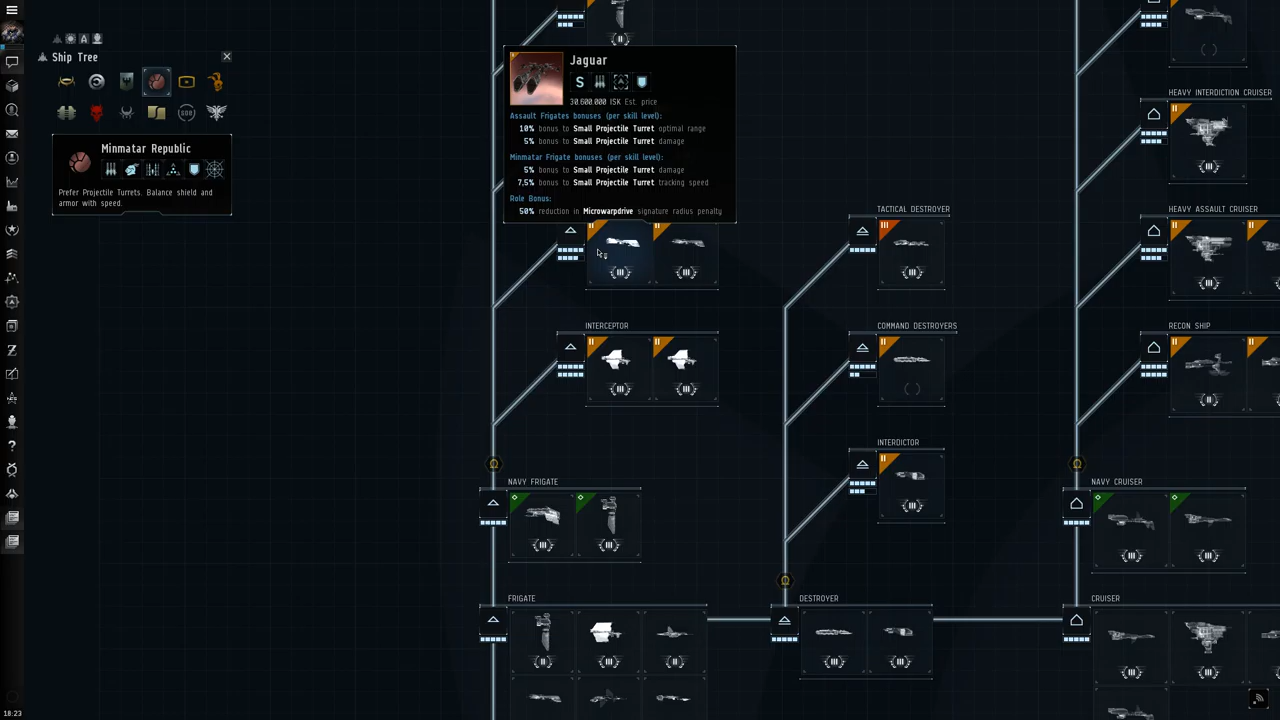 Ship Tree
Minmatar Republic
Prefer Projectile Turrets. Balance shield and
armor with speed.
Jaguar
S
30.600.000 ISK Est. price
Assault Frigates bonuses (per skill level):
10% bonus to Small Projectile Turret optimal range
5% bonus to Small Projectile Turret damage
Minmatar Frigate bonuses (per skill level):
5% bonus to Small Projectile Turret damage
7,5% bonus to Small Projectile Turret tracking speed
Role Bonus:
50% reduction in Microwarpdrive signature radius penalty
HEAVY INTERDICTION CRUISER
TACTICAL DESTROYER
HEAVY ASSAULT CRUISER
INTERCEPTOR
COMMAND DESTROYERS
RECON SHIP
INTERDICTOR
NAVY FRIGATE
NAVY CRUISER
FRIGATE
DESTROYER
CRUISER
18:23